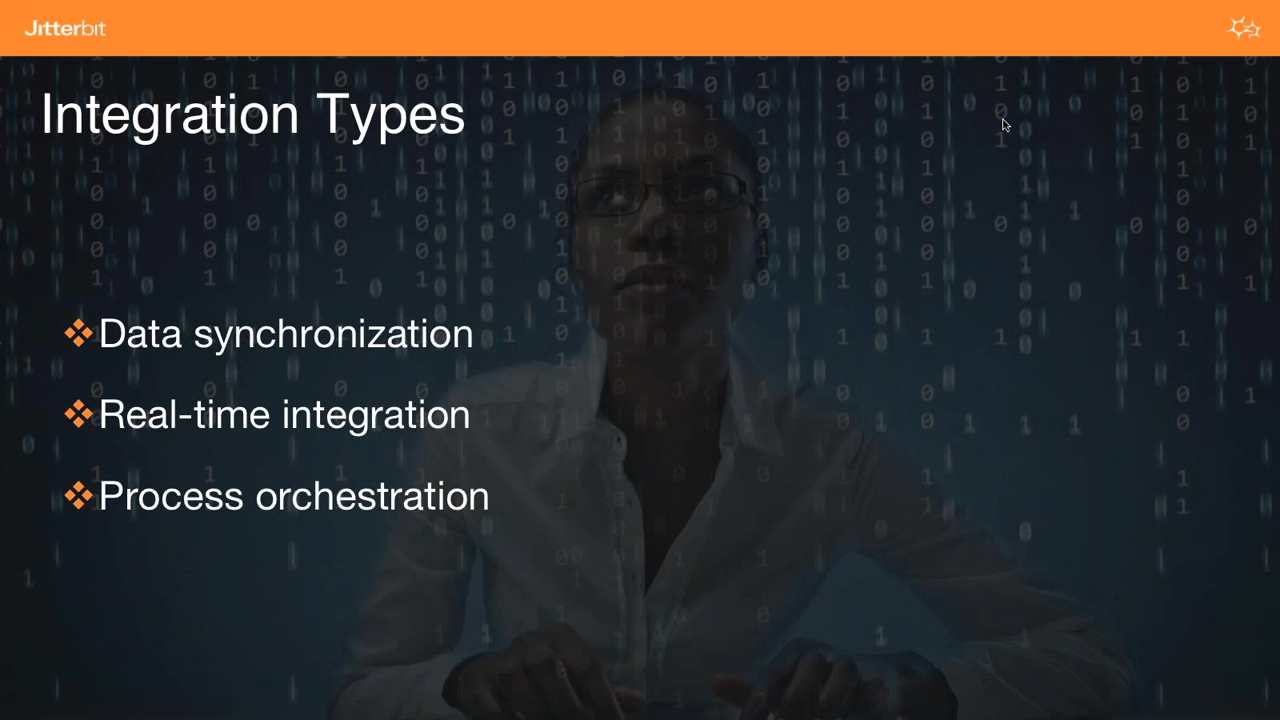 Jitterbit
Integration Types
Data synchronization
Real-time integration
Process orchestration